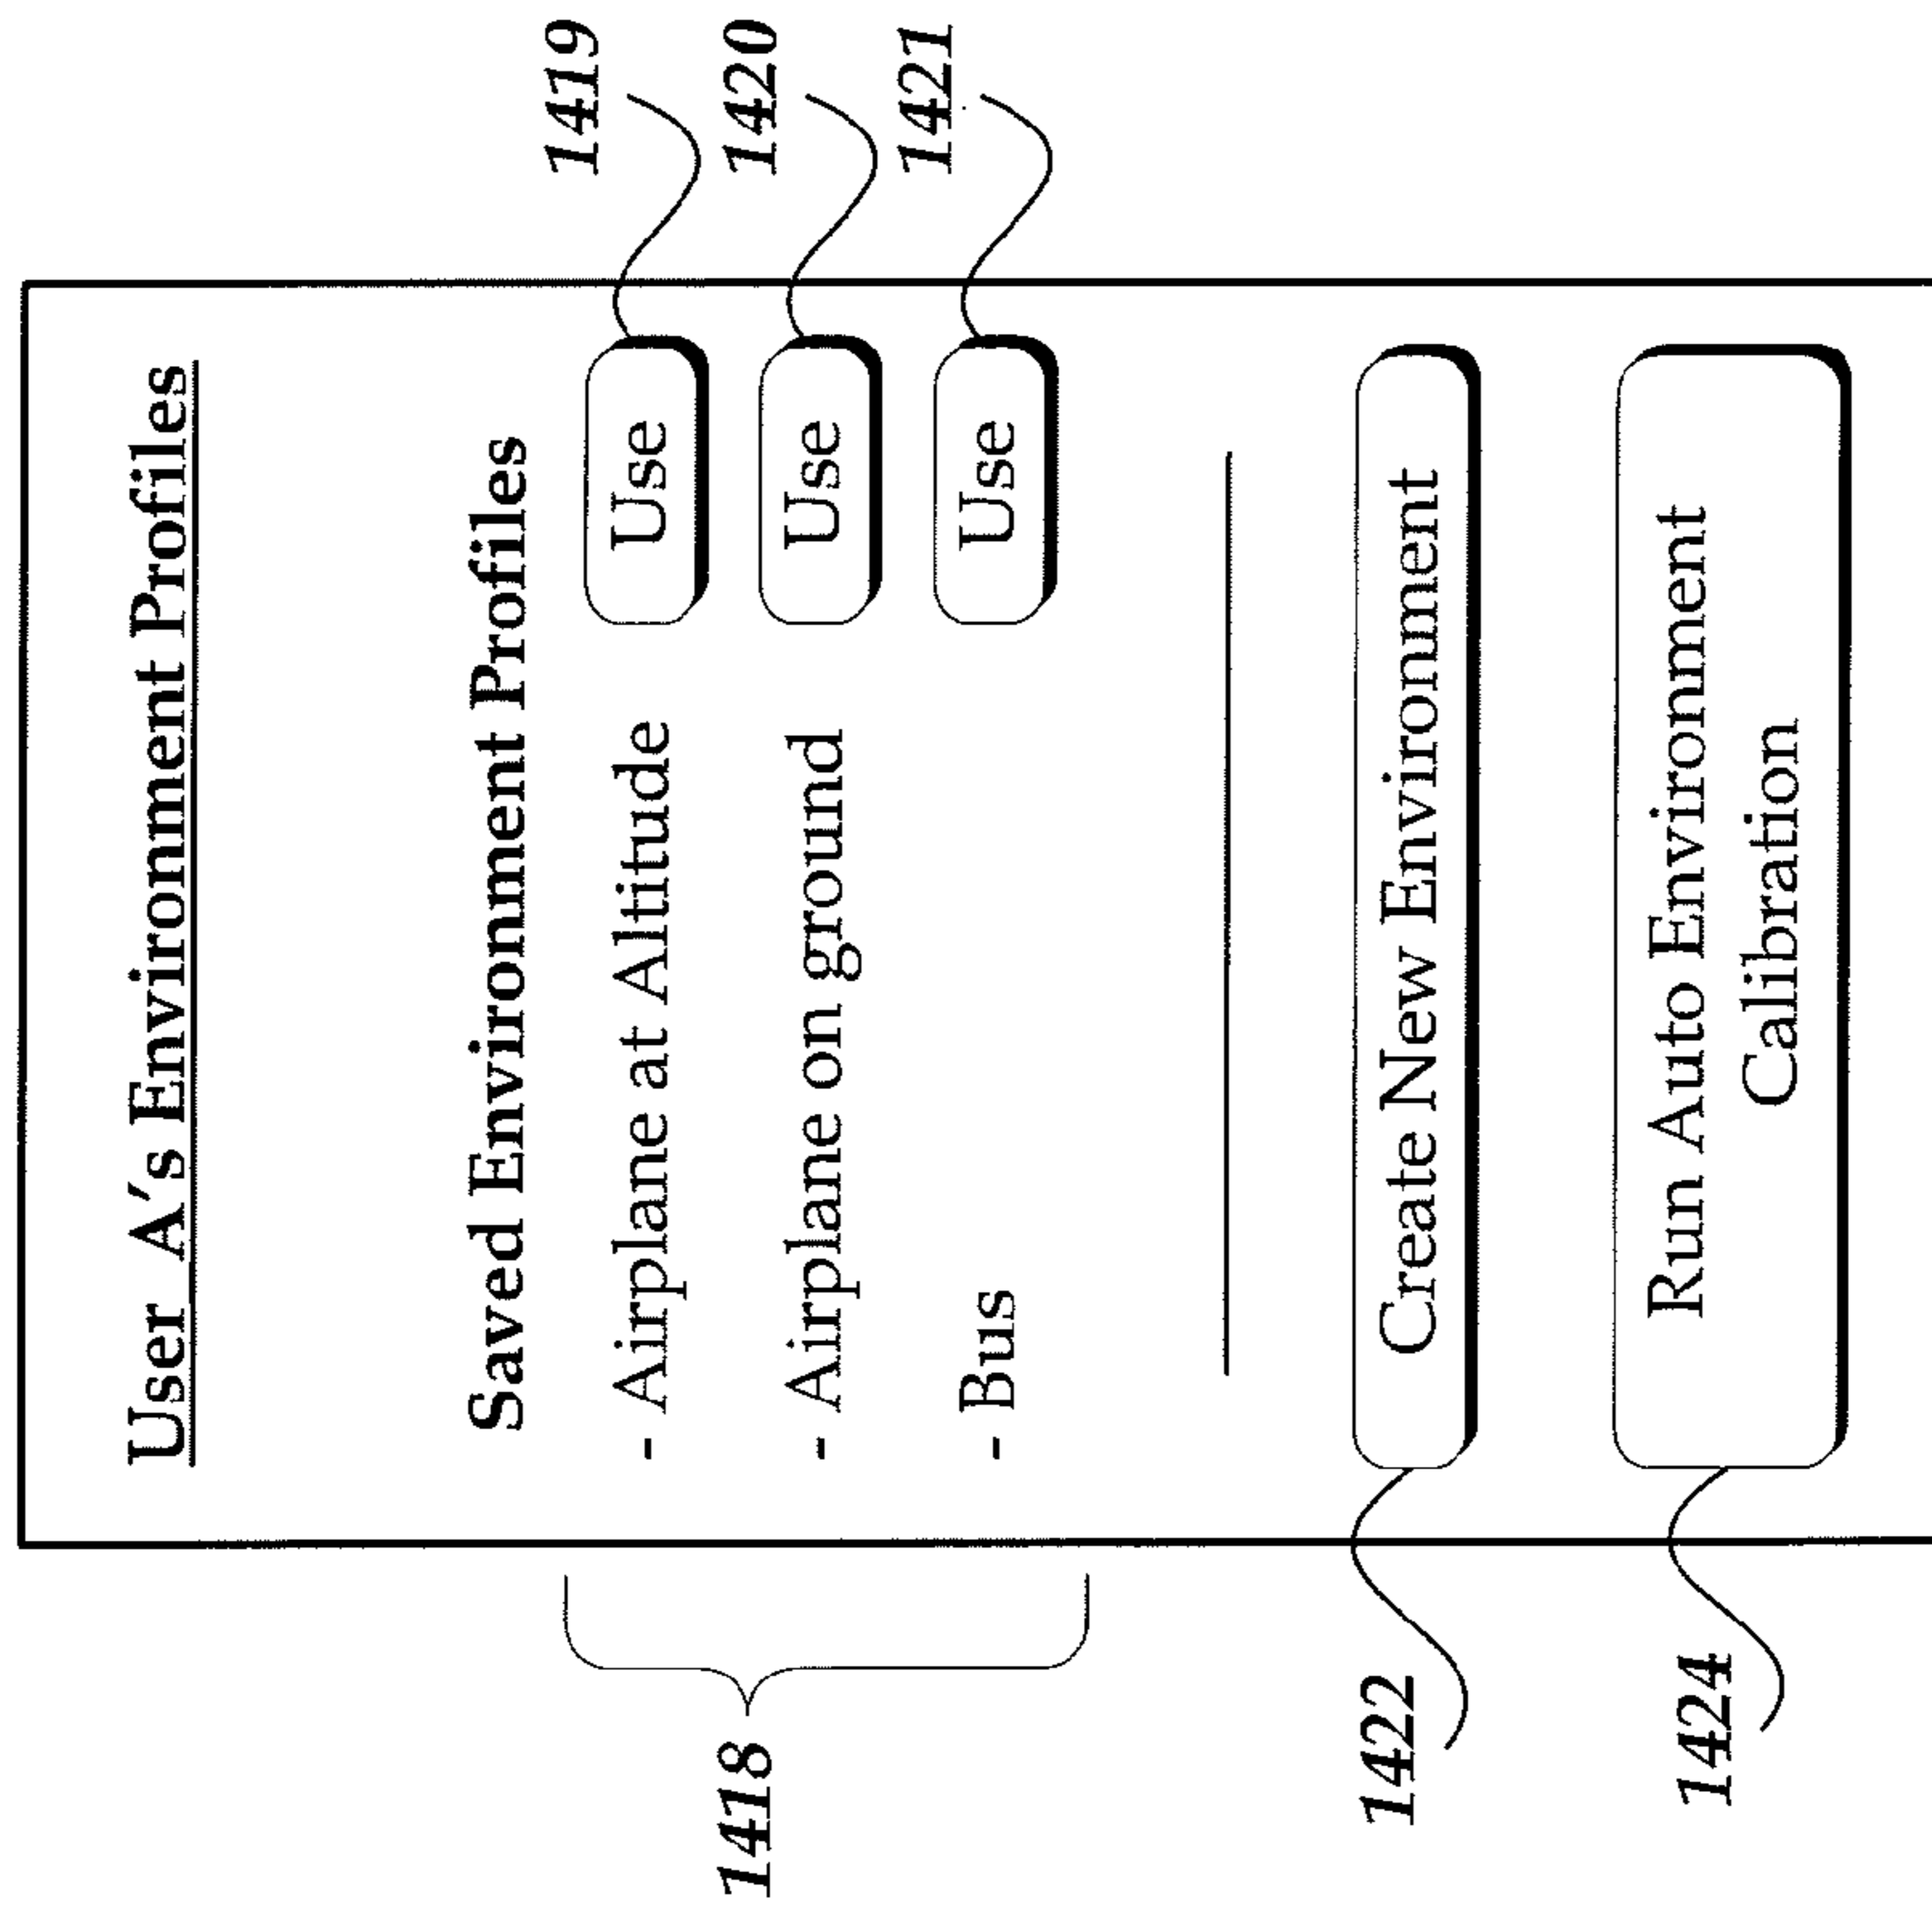 User A's Environment Profiles
Saved Environment Profiles
- Airplane at Altitude
Use
1419
- Airplane on ground
Use
1420
- Bus
Use
1421
1418
Create New Environment
1422
Run Auto Environment
Calibration
1424